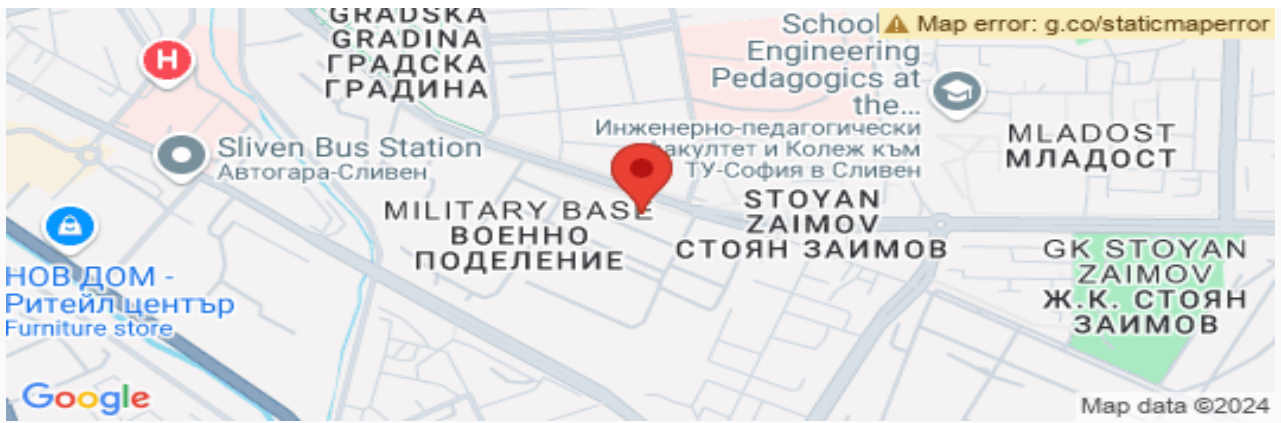 GRADSKA
GRADINA
ГРАДСКА
ГРАДИНА
School
Engineering
Pedagogics at
the...
Инженерно-педагогически
факултет и Колеж към
ТУ-София в Сливен
Map error: g.co/staticmaperror
H
Sliven Bus Station
Автогара-Сливен
MLADOST
МЛАДОСТ
MILITARY BASE
ВОЕННО
ПОДЕЛЕНИЕ
STOYAN
ZAIMOV
СТОЯН ЗАИМОВ
GK STOYAN
ZAIMOV
Ж.К. СТОЯН
ЗАИМОВ
НОВ ДОМ -
Ритейл център
Furniture store
Google
Map data ©2024